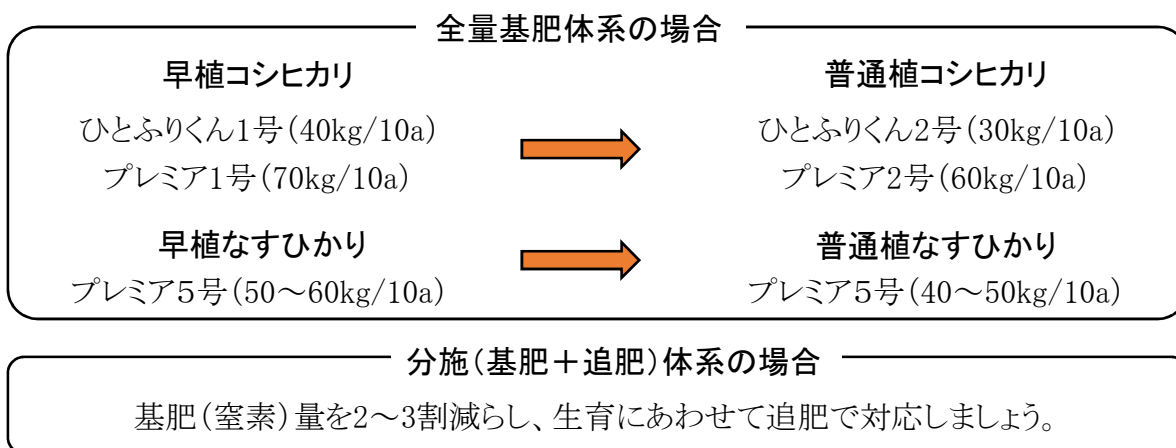 全量基肥体系の場合
早植コシヒカリ
ひとふりくん1号(40kg/10a)
プレミア1号(70kg/10a)
普通植コシヒカリ
ひとふりくん2号(30kg/10a)
プレミア2号(60kg/10a)
早植なすひかり
プレミア５号(50～60kg/10a)
普通植なすひかり
プレミア５号(40～50kg/10a)
分施(基肥＋追肥)体系の場合
基肥(窒素)量を2～3割減らし、生育にあわせて追肥で対応しましょう。